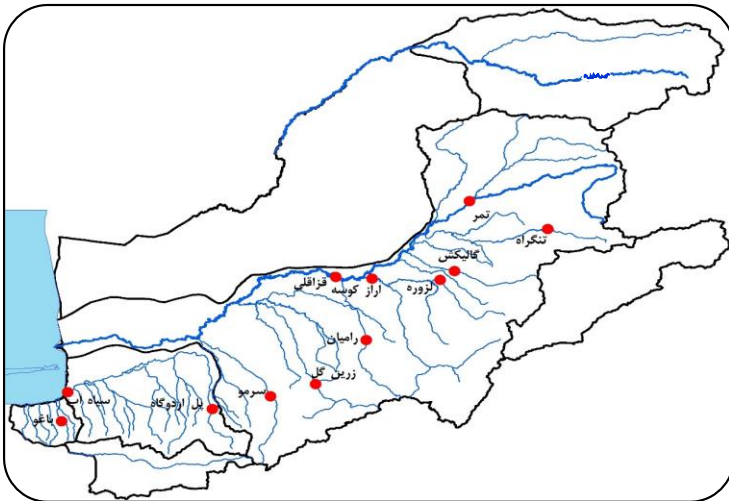 تمر
تنگراه
گالیکش
لزوره
اراز کوسه
قزاقلی
رامیان
زرین گل
سرمو
پل اردوگاه
سیاه آب
باغو